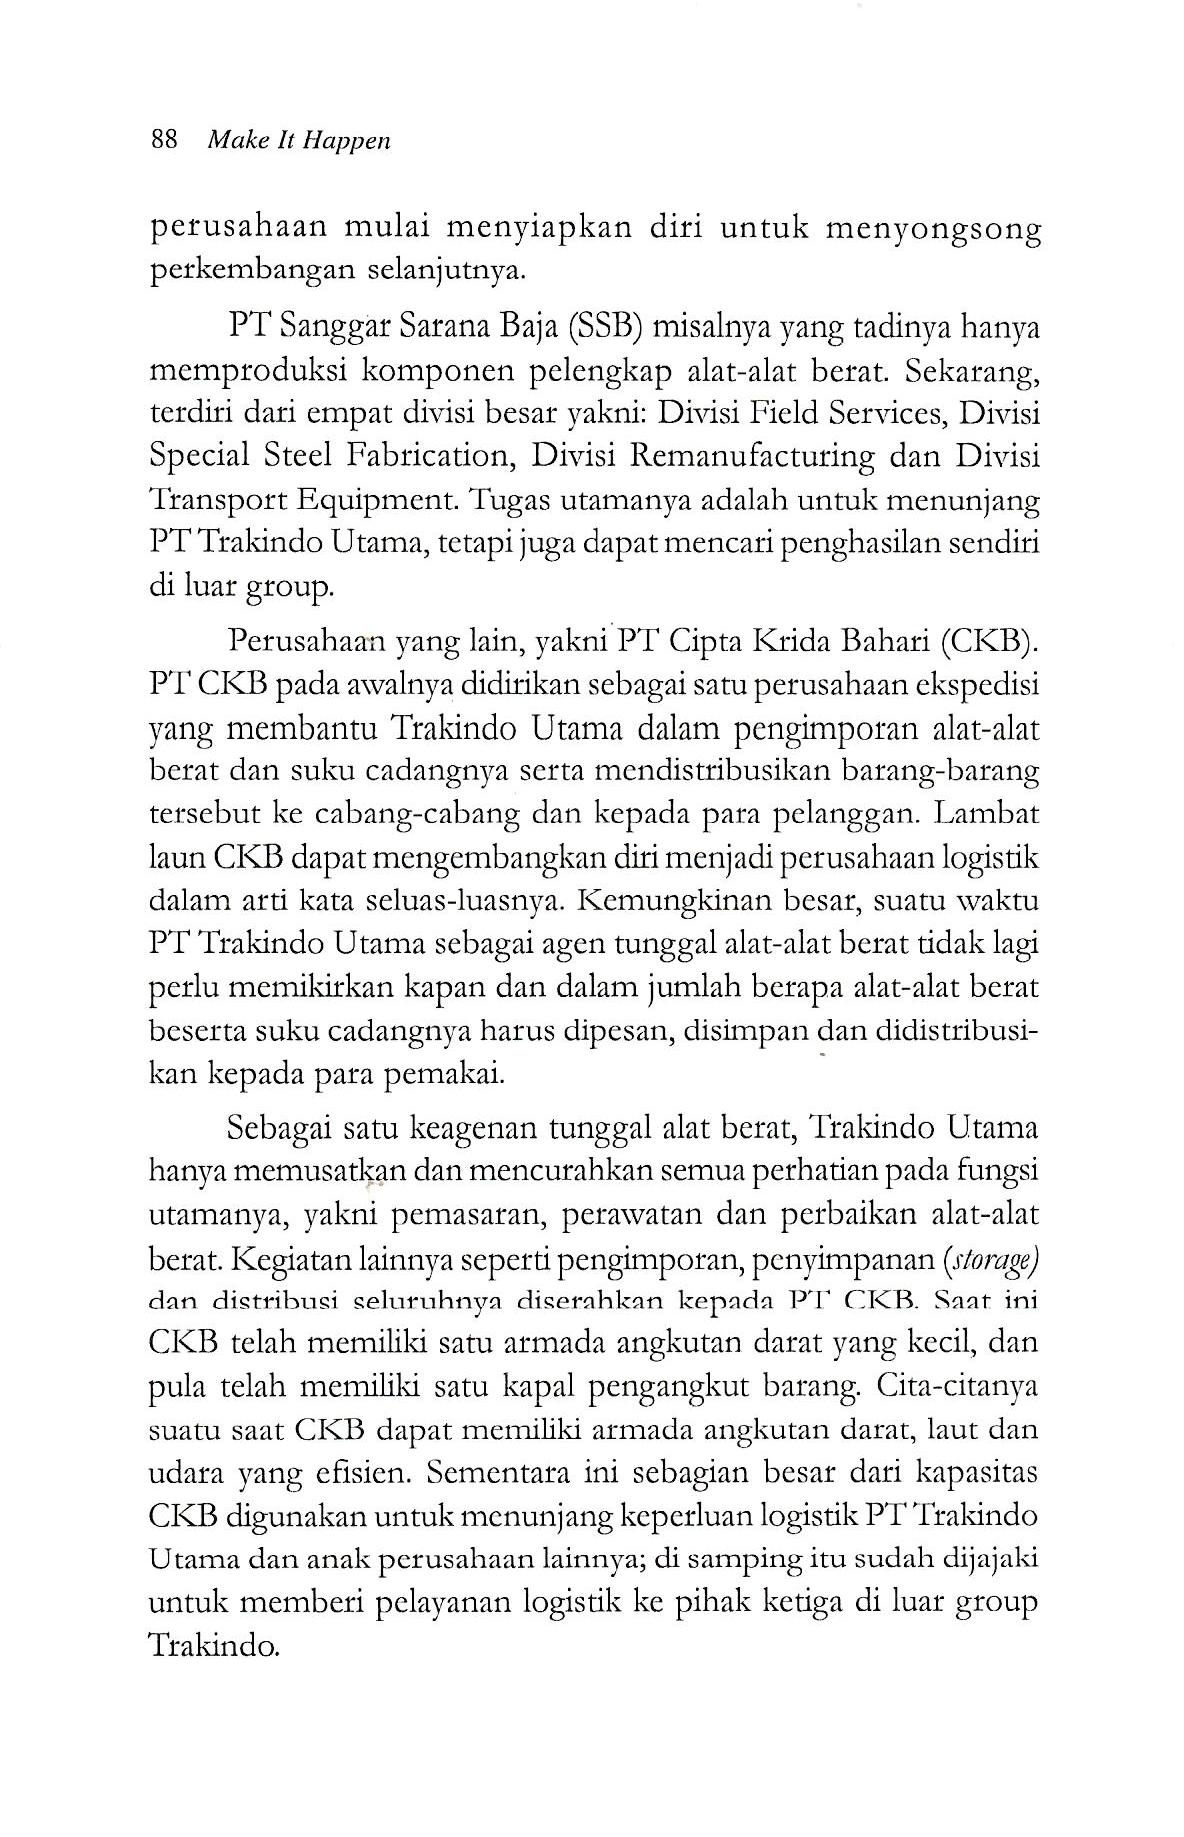 88 Make It Happen
perusahaan mulai menyiapkan diri untuk menyongsong
perkembangan selanjutnya.
PT Sanggar Sarana Baja (SSB) misalnya yang tadinya hanya
memproduksi komponen pelengkap alat-alat berat. Sekarang,
terdiri dari empat divisi besar yakni: Divisi Field Services, Divisi
Special Steel Fabrication, Divisi Remanufacturing dan Divisi
Transport Equipment. Tugas utamanya adalah untuk menunjang
PT Trakindo Utama, tetapi juga dapat mencari penghasilan sendiri
di luar group.
Perusahaan yang lain, yakni PT Cipta Krida Bahari (CKB).
PT CKB pada awalnya didirikan sebagai satu perusahaan ekspedisi
yang membantu Trakindo Utama dalam pengimporan alat-alat
berat dan suku cadangnya serta mendistribusikan barang-barang
tersebut ke cabang-cabang dan kepada para pelanggan. Lambat
laun CKB dapat mengembangkan diri menjadi perusahaan logistik
dalam arti kata seluas-luasnya. Kemungkinan besar, suatu waktu
PT Trakindo Utama sebagai agen tunggal alat-alat berat tidak lagi
perlu memikirkan kapan dan dalam jumlah berapa alat-alat berat
beserta suku cadangnya harus dipesan, disimpan dan didistribusi-
kan kepada para pemakai.
Sebagai satu keagenan tunggal alat berat, Trakindo Utama
hanya memusatkan dan mencurahkan semua perhatian pada fungsi
utamanya, yakni pemasaran, perawatan dan perbaikan alat-alat
berat. Kegiatan lainnya seperti pengimporan, penyimpanan (storage)
dan distribusi seluruhnya diserahkan kepada PT CKB. Saat ini
CKB telah memiliki satu armada angkutan darat yang kecil, dan
pula telah memiliki satu kapal pengangkut barang. Cita-citanya
suatu saat CKB dapat memiliki armada angkutan darat, laut dan
udara yang efisien. Sementara ini sebagian besar dari kapasitas
CKB digunakan untuk menunjang keperluan logistik PT Trakindo
Utama dan anak perusahaan lainnya; di samping itu sudah dijajaki
untuk memberi pelayanan logistik ke pihak ketiga di luar group
Trakindo.